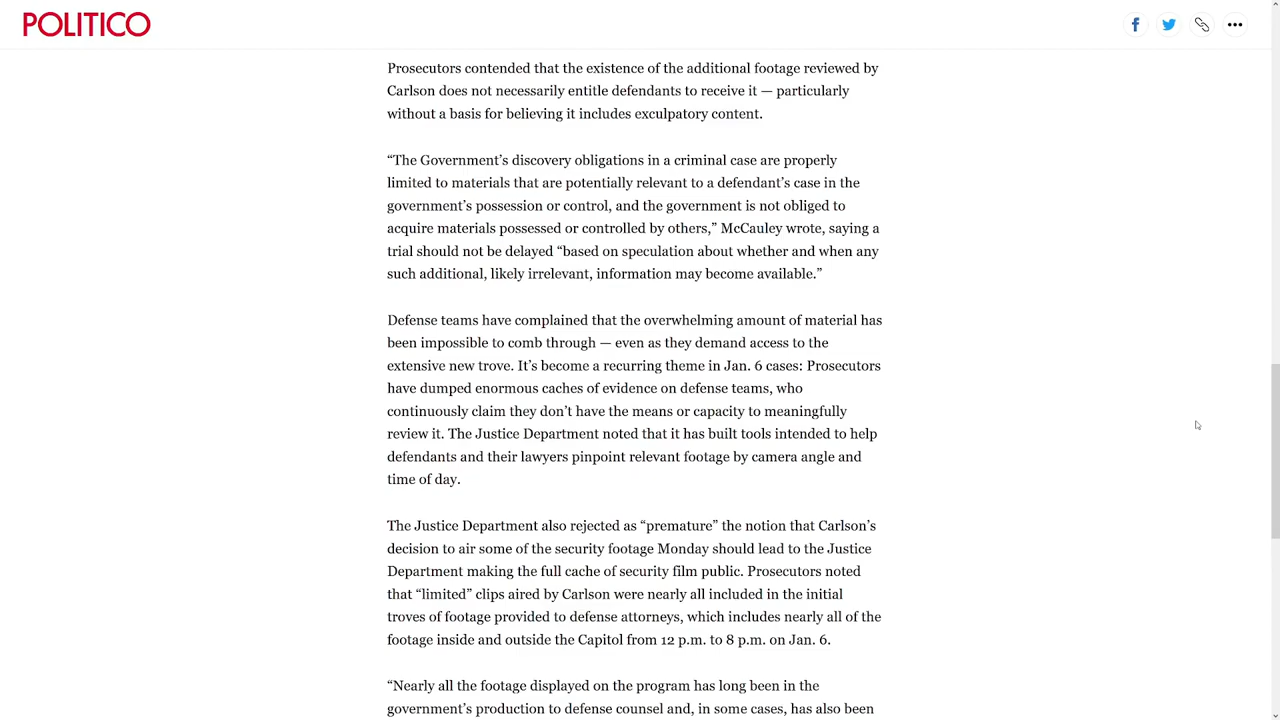 POLITICO
Prosecutors contended that the existence of the additional footage reviewed by
Carlson does not necessarily entitle defendants to receive it — particularly
without a basis for believing it includes exculpatory content.
“The Government’s discovery obligations in a criminal case are properly
limited to materials that are potentially relevant to a defendant’s case in the
government’s possession or control, and the government is not obliged to
acquire materials possessed or controlled by others,” McCauley wrote, saying a
trial should not be delayed “based on speculation about whether and when any
such additional, likely irrelevant, information may become available.”
Defense teams have complained that the overwhelming amount of material has
been impossible to comb through — even as they demand access to the
extensive new trove. It’s become a recurring theme in Jan. 6 cases: Prosecutors
have dumped enormous caches of evidence on defense teams, who
continuously claim they don’t have the means or capacity to meaningfully
review it. The Justice Department noted that it has built tools intended to help
defendants and their lawyers pinpoint relevant footage by camera angle and
time of day.
The Justice Department also rejected as “premature” the notion that Carlson’s
decision to air some of the security footage Monday should lead to the Justice
Department making the full cache of security film public. Prosecutors noted
that “limited” clips aired by Carlson were nearly all included in the initial
troves of footage provided to defense attorneys, which includes nearly all of the
footage inside and outside the Capitol from 12 p.m. to 8 p.m. on Jan. 6.
“Nearly all the footage displayed on the program has long been in the
government’s production to defense counsel and, in some cases, has also been